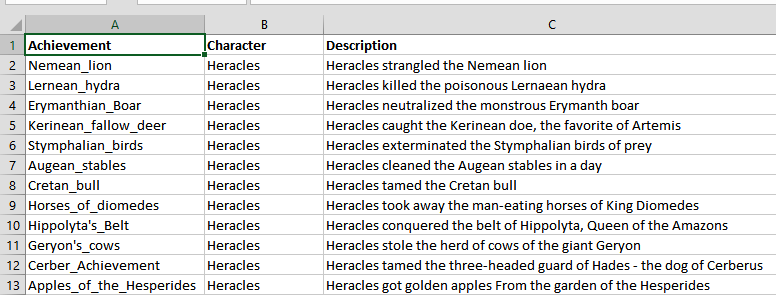 A B C
1 Achievement Character Description
2 Nemean_lion Heracles Heracles strangled the Nemean lion
3 Lernean_hydra Heracles Heracles killed the poisonous Lernaean hydra
4 Erymanthian_Boar Heracles Heracles neutralized the monstrous Erymanth boar
5 Kerinean_fallow_deer Heracles Heracles caught the Kerinean doe, the favorite of Artemis
6 Stymphalian_birds Heracles Heracles exterminated the Stymphalian birds of prey
7 Augean_stables Heracles Heracles cleaned the Augean stables in a day
8 Cretan_bull Heracles Heracles tamed the Cretan bull
9 Horses_of_diomedes Heracles Heracles took away the man-eating horses of King Diomedes
10 Hippolyta's_Belt Heracles Heracles conquered the belt of Hippolyta, Queen of the Amazons
11 Geryon's_cows Heracles Heracles stole the herd of cows of the giant Geryon
12 Cerber_Achievement Heracles Heracles tamed the three-headed guard of Hades - the dog of Cerberus
13 Apples_of_the_Hesperides Heracles Heracles got golden apples From the garden of the Hesperides